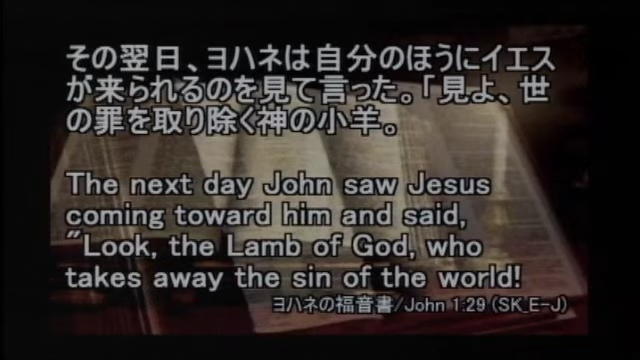 その翌日、ヨハネは自分のほうにイエス
が来られるのを見て言った。「見よ、世
の罪を取り除く神の小羊。
The next day John saw Jesus
coming toward him and said,
"Look, the Lamb of God, who
takes away the sin of the world!
ヨハネの福音書/John 1:29 (SK_E-J)